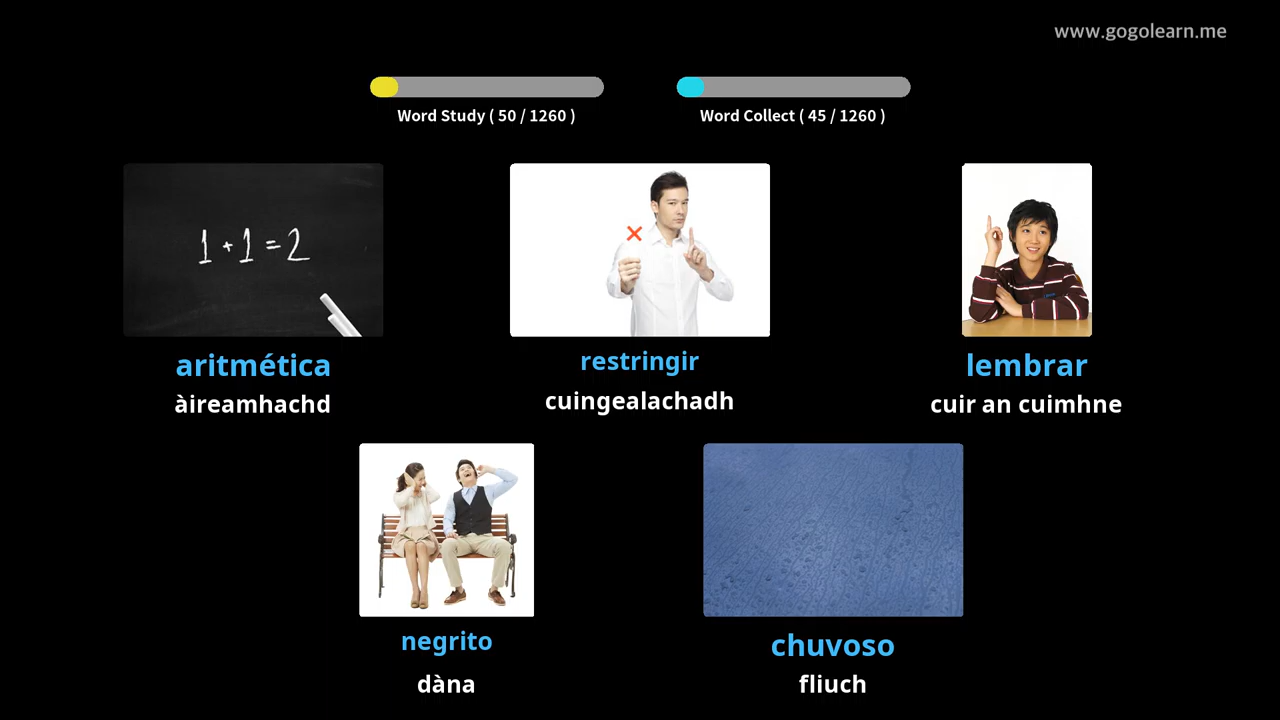 www.gogolearn.me
Word Study ( 50 / 1260 )
Word Collect ( 45 / 1260 )
1 + 1 = 2
aritmética
àireamhachd
restringir
cuingealachadh
lembrar
cuir an cuimhne
negrito
dàna
chuvoso
fliuch